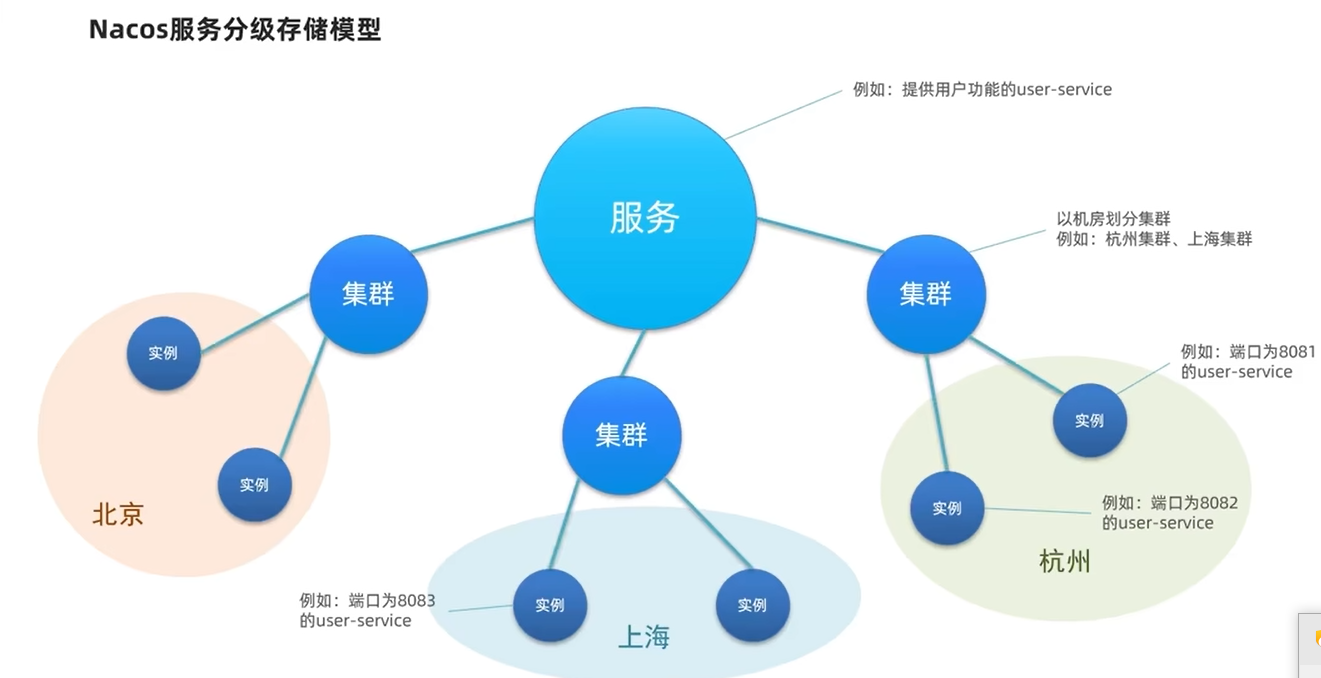 Nacos服务分级存储模型
例如：提供用户功能的user-service
服务
以机房划分集群
例如：杭州集群、上海集群
集群
集群
实例
例如：端口为8081
的user-service
实例
集群
实例
北京
例如：端口为8082
的user-service
实例
杭州
例如：端口为8083
的user-service
实例
实例
上海